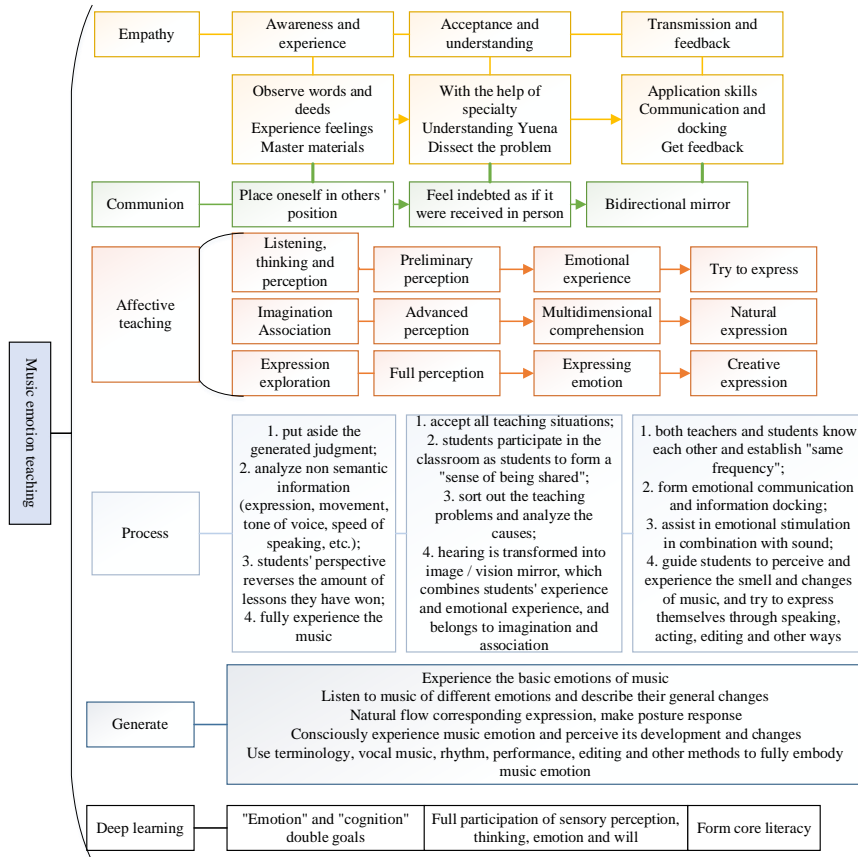 Music emotion teaching
Empathy
Awareness and
experience
Acceptance and
understanding
Transmission and
feedback
Observe words and
deeds
Experience feelings
Master materials
With the help of
specialty
Understanding Yuena
Dissect the problem
Application skills
Communication and
docking
Get feedback
Communion
Place oneself in others '
position
Feel indebted as if it
were received in person
Bidirectional mirror
Affective
teaching
Listening,
thinking and
perception
Preliminary
perception
Emotional
experience
Try to express
Imagination
Association
Advanced
perception
Multidimensional
comprehension
Natural
expression
Expression
exploration
Full perception
Expressing
emotion
Creative
expression
Process
1. put aside the
generated judgment;
2. analyze non semantic
information
(expression, movement,
tone of voice, speed of
speaking, etc.);
3. students' perspective
reverses the amount of
lessons they have won;
4. fully experience the
music
1. accept all teaching situations;
2. students participate in the
classroom as students to form a
"sense of being shared";
3. sort out the teaching
problems and analyze the
causes;
4. hearing is transformed into
image / vision mirror, which
combines students' experience
and emotional experience, and
belongs to imagination and
association
1. both teachers and students know
each other and establish "same
frequency";
2. form emotional communication
and information docking;
3. assist in emotional stimulation
in combination with sound;
4. guide students to perceive and
experience the smell and changes
of music, and try to express
themselves through speaking,
acting, editing and other ways
Generate
Experience the basic emotions of music
Listen to music of different emotions and describe their general changes
Natural flow corresponding expression, make posture response
Consciously experience music emotion and perceive its development and changes
Use terminology, vocal music, rhythm, performance, editing and other methods to fully embody
music emotion
Deep learning
"Emotion" and "cognition"
double goals
Full participation of sensory perception,
thinking, emotion and will
Form core literacy